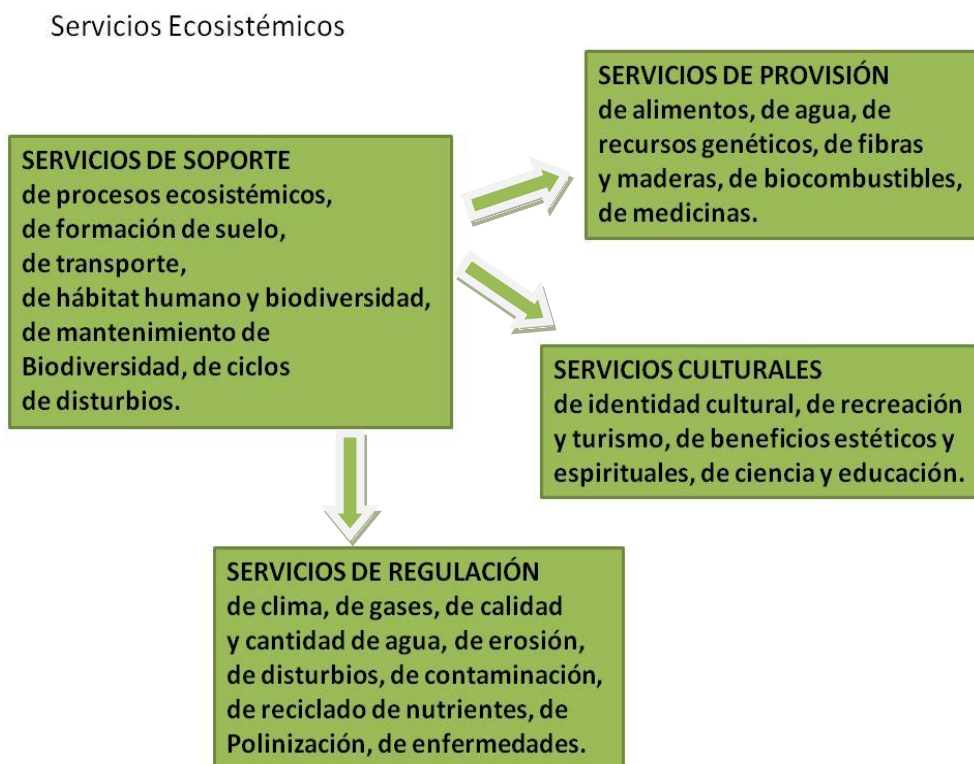 Servicios Ecosistémicos
SERVICIOS DE SOPORTE
de procesos ecosistémicos,
de formación de suelo,
de transporte,
de hábitat humano y biodiversidad,
de mantenimiento de
Biodiversidad, de ciclos
de disturbios.
SERVICIOS DE PROVISIÓN
de alimentos, de agua, de
recursos genéticos, de fibras
y maderas, de biocombustibles,
de medicinas.
SERVICIOS CULTURALES
de identidad cultural, de recreación
y turismo, de beneficios estéticos y
espirituales, de ciencia y educación.
SERVICIOS DE REGULACIÓN
de clima, de gases, de calidad
y cantidad de agua, de erosión,
de disturbios, de contaminación,
de reciclado de nutrientes, de
Polinización, de enfermedades.